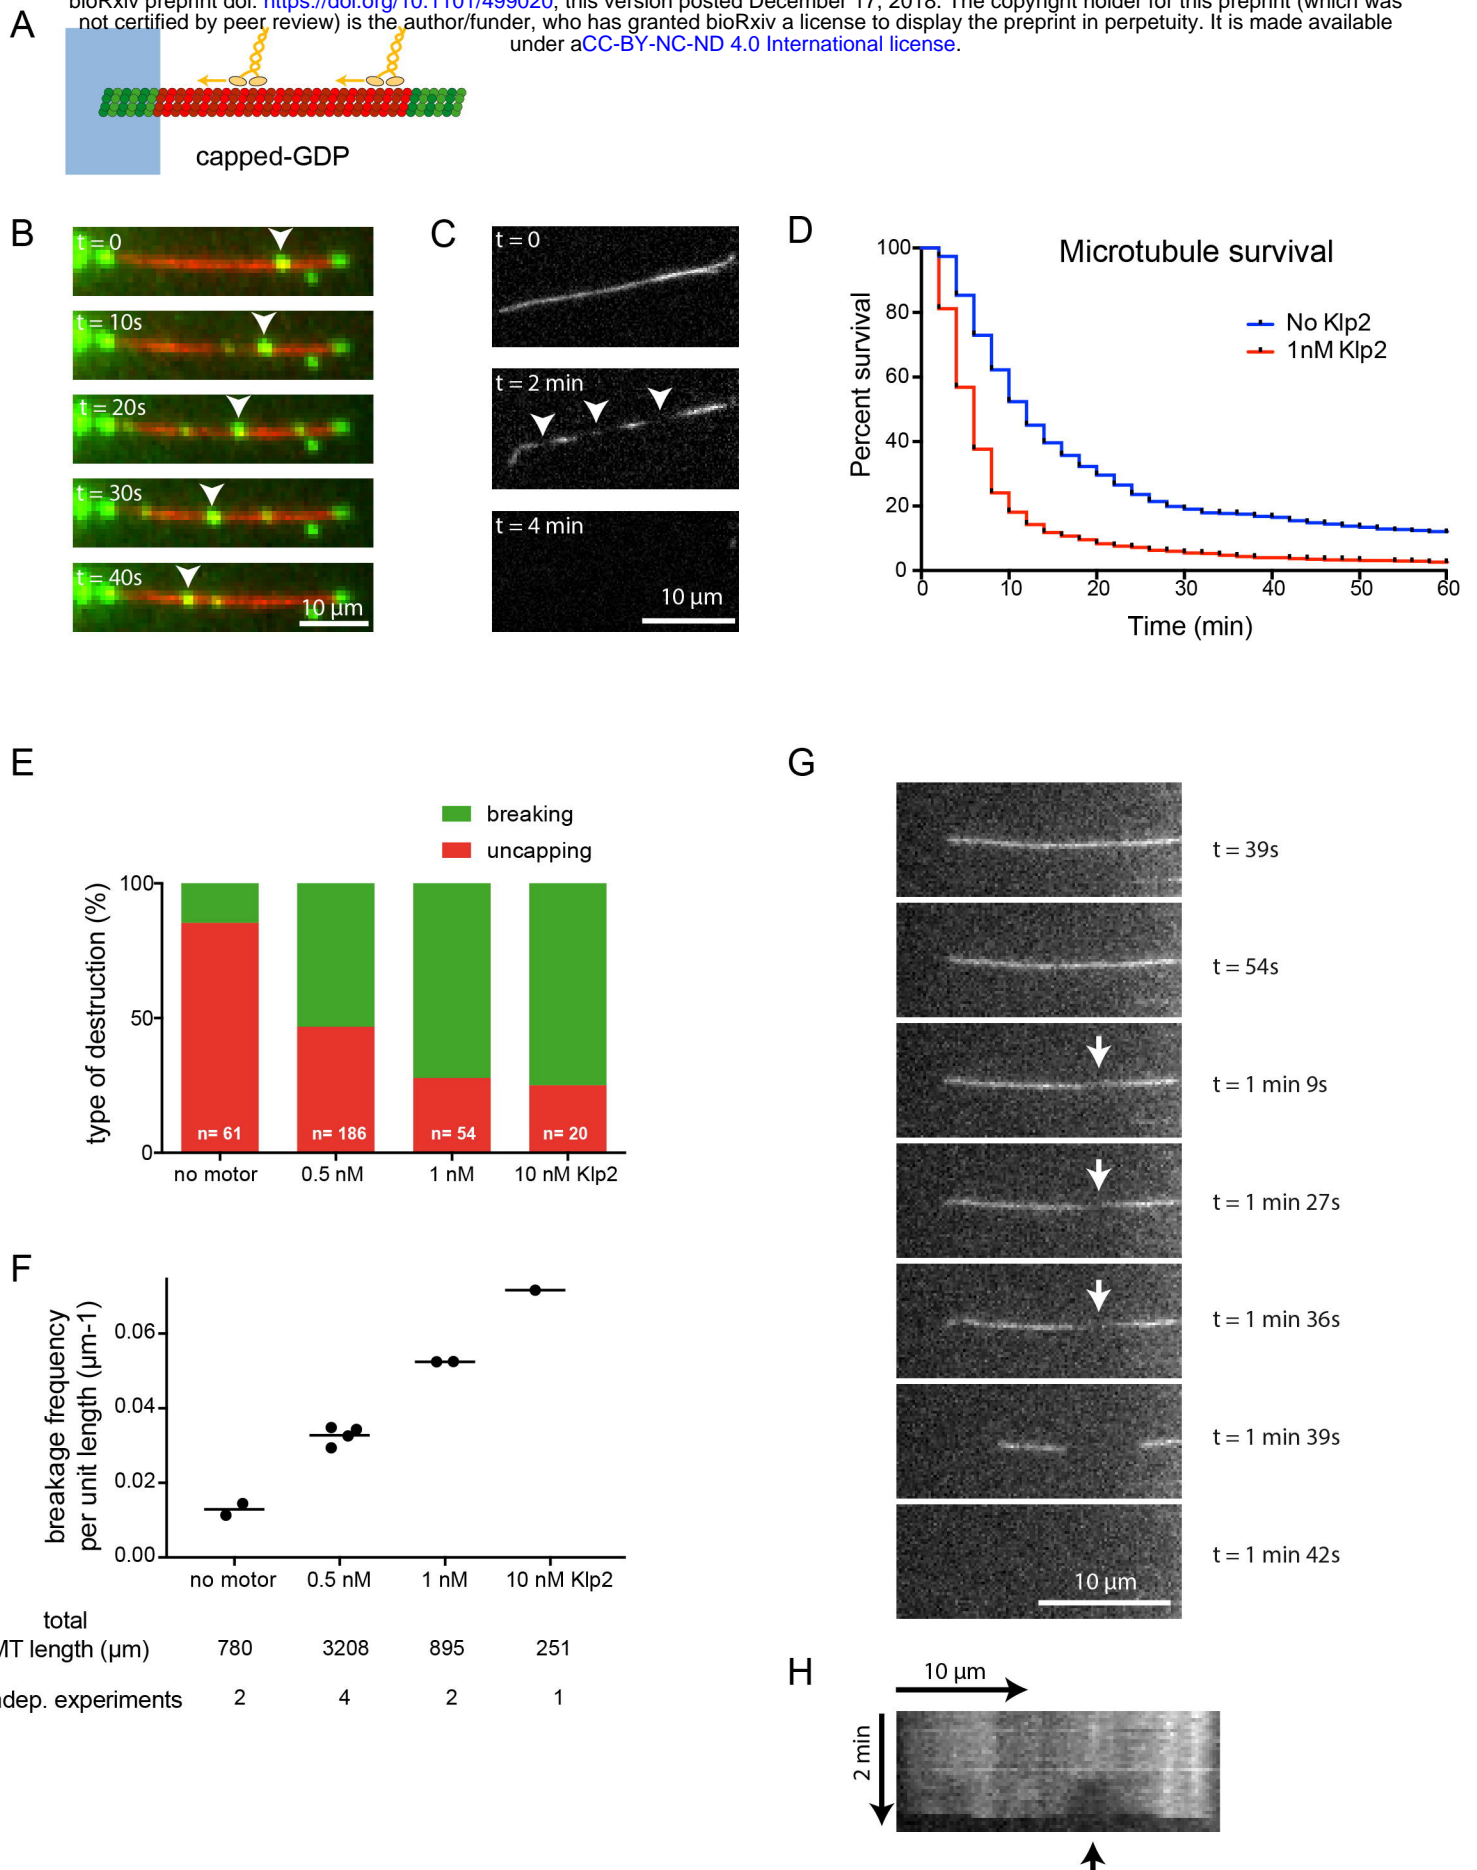 bioRxiv preprint doi: https://doi.org/10.1101/499020; this version posted December 17, 2018. The copyright holder for this preprint (which was
not certified by peer review) is the author/funder, who has granted bioRxiv a license to display the preprint in perpetuity. It is made available
under aCC-BY-NC-ND 4.0 International license.
A
capped-GDP
B
t = 0
t = 10s
t = 20s
t = 30s
t = 40s
10 µm
C
t = 0
t = 2 min
t = 4 min
10 µm
D
Microtubule survival
No Klp2
1nM Klp2
Percent survival
100
80
60
40
20
0
0 10 20 30 40 50 60
Time (min)
E
breaking
uncapping
type of destruction (%)
100
50
0
n= 61 n= 186 n= 54 n= 20
no motor 0.5 nM 1 nM 10 nM Klp2
F
breakage frequency
per unit length (µm-1)
0.06
0.04
0.02
0.00
no motor 0.5 nM 1 nM 10 nM Klp2
total
MT length (µm) 780 3208 895 251
ndep. experiments 2 4 2 1
G
t = 39s
t = 54s
t = 1 min 9s
t = 1 min 27s
t = 1 min 36s
t = 1 min 39s
t = 1 min 42s
10 µm
H
10 µm
2 min